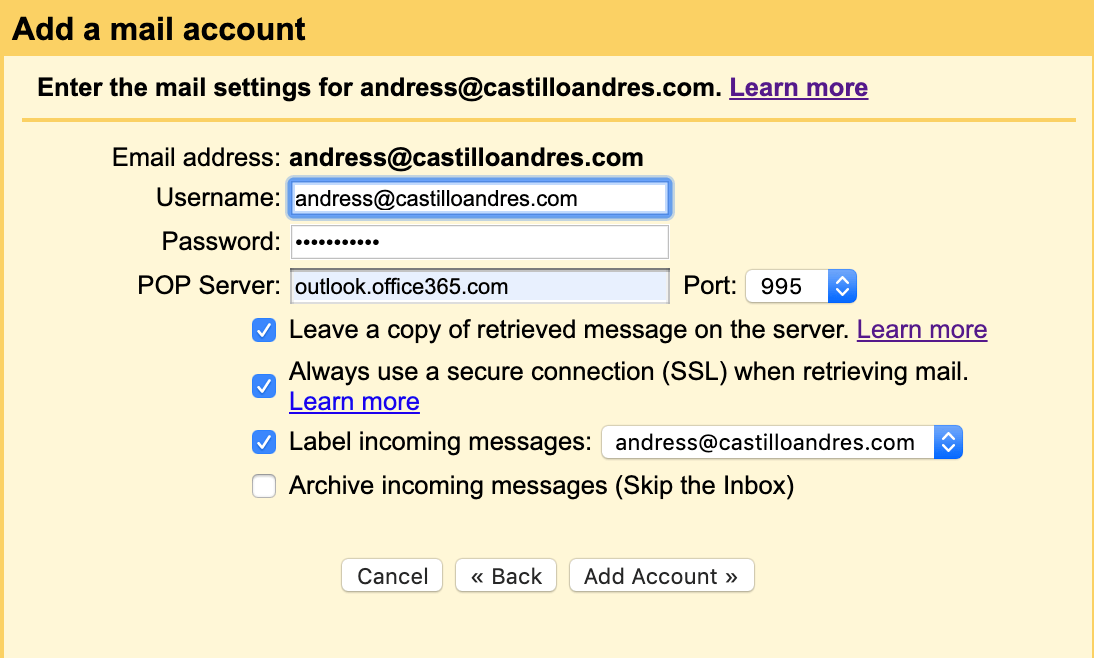 Add a mail account
Enter the mail settings for andress@castilloandres.com. Learn more
Email address: andress@castilloandres.com
Username: andress@castilloandres.com
Password: •••••••••••
POP Server: outlook.office365.com Port: 995
Leave a copy of retrieved message on the server. Learn more
Always use a secure connection (SSL) when retrieving mail.
Learn more
Label incoming messages: andress@castilloandres.com
Archive incoming messages (Skip the Inbox)
Cancel « Back Add Account »